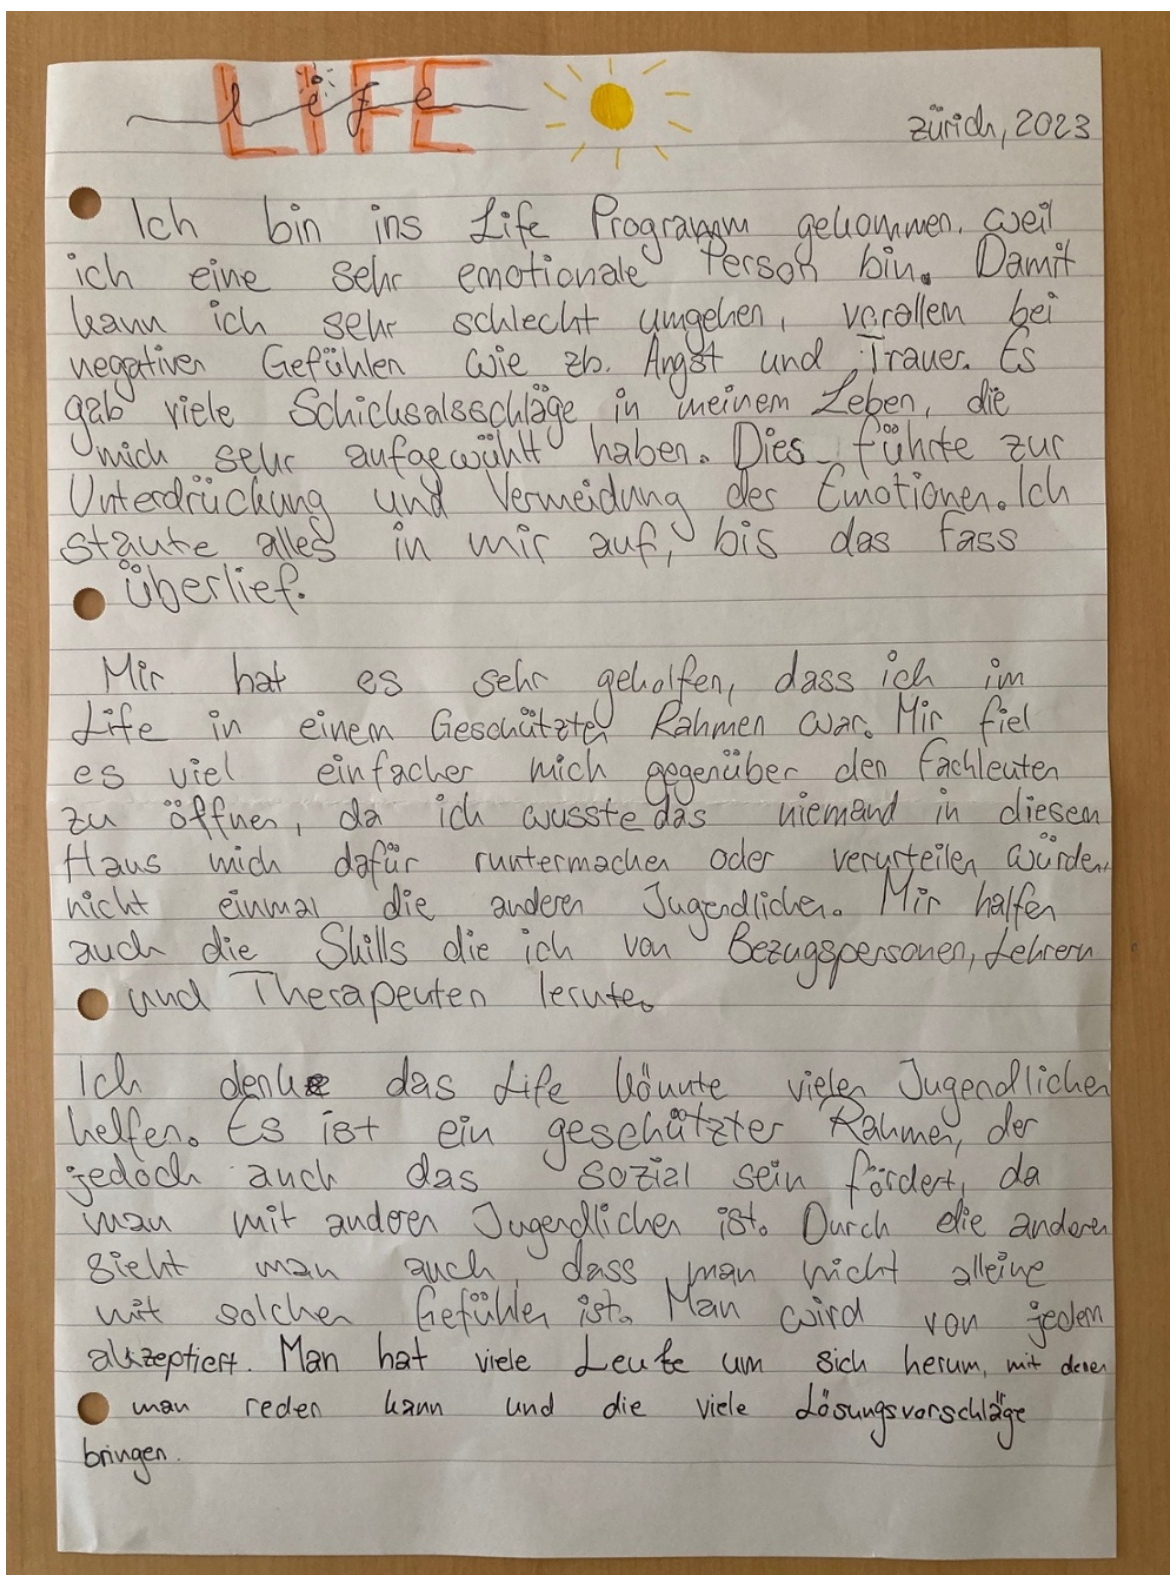 LIFE
life
Zürich, 2023
Ich bin ins Life Programm gekommen, weil
ich eine sehr emotionale Person bin. Damit
kann ich sehr schlecht umgehen, vorallem bei
negativen Gefühlen wie zb. Angst und Trauer. Es
gab viele Schicksalsschläge in meinem Leben, die
mich sehr aufgewühlt haben. Dies führte zur
Unterdrückung und Vermeidung des Emotionen. Ich
staute alles in mir auf, bis das Fass
überlief.
Mir hat es sehr geholfen, dass ich im
Life in einem Geschützten Rahmen war. Mir fiel
es viel einfacher mich gegenüber den Fachleuten
zu öffnen, da ich wusste das niemand in diesem
Haus mich dafür runtermachen oder verurteilen würden,
nicht einmal die anderen Jugendlichen. Mir halfen
auch die Skills die ich von Bezugspersonen, Lehrern
und Therapeuten lernte.
Ich denke das Life könnte vielen Jugendlichen
helfen. Es ist ein geschützter Rahmen, der
jedoch auch das sozial sein fördert, da
man mit anderen Jugendlichen ist. Durch die anderen
sieht man auch, dass man nicht alleine
mit solchen Gefühlen ist. Man wird von jedem
akzeptiert. Man hat viele Leute um sich herum, mit denen
man reden kann und die viele Lösungsvorschläge
bringen.